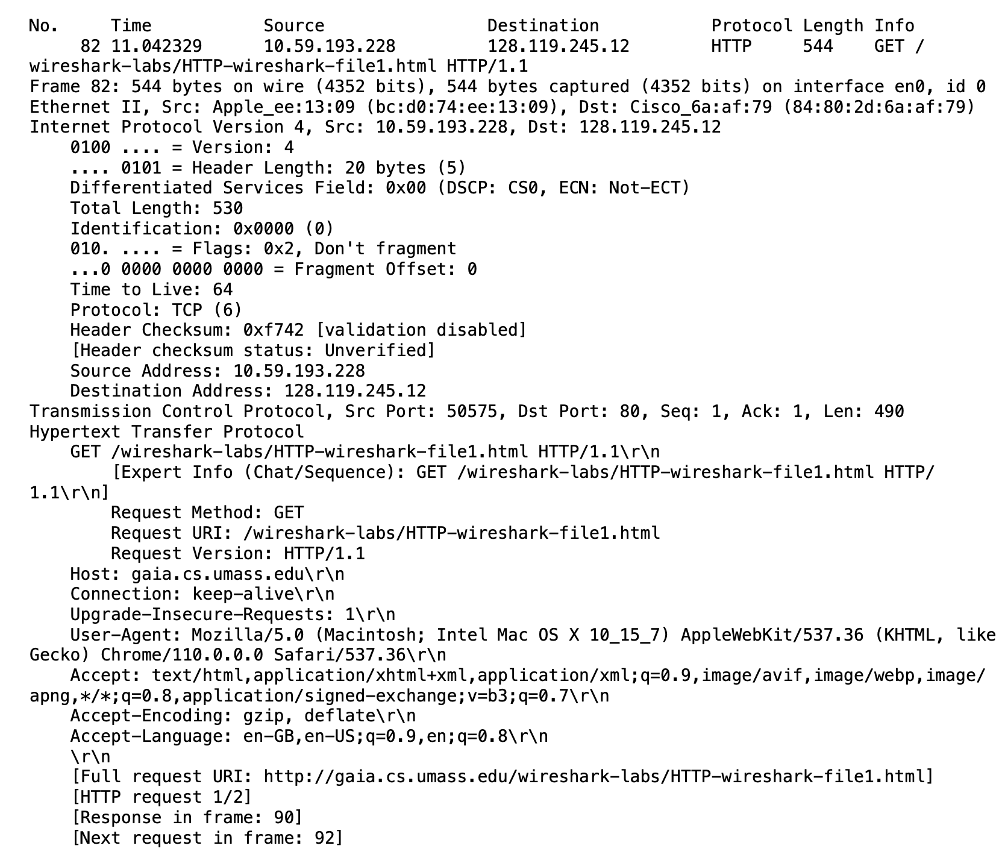 No.     Time           Source                Destination           Protocol Length Info
     82 11.042329      10.59.193.228         128.119.245.12        HTTP     544    GET /
wireshark-labs/HTTP-wireshark-file1.html HTTP/1.1
Frame 82: 544 bytes on wire (4352 bits), 544 bytes captured (4352 bits) on interface en0, id 0
Ethernet II, Src: Apple_ee:13:09 (bc:d0:74:ee:13:09), Dst: Cisco_6a:af:79 (84:80:2d:6a:af:79)
Internet Protocol Version 4, Src: 10.59.193.228, Dst: 128.119.245.12
    0100 .... = Version: 4
    .... 0101 = Header Length: 20 bytes (5)
    Differentiated Services Field: 0x00 (DSCP: CS0, ECN: Not-ECT)
    Total Length: 530
    Identification: 0x0000 (0)
    010. .... = Flags: 0x2, Don't fragment
    ...0 0000 0000 0000 = Fragment Offset: 0
    Time to Live: 64
    Protocol: TCP (6)
    Header Checksum: 0xf742 [validation disabled]
    [Header checksum status: Unverified]
    Source Address: 10.59.193.228
    Destination Address: 128.119.245.12
Transmission Control Protocol, Src Port: 50575, Dst Port: 80, Seq: 1, Ack: 1, Len: 490
Hypertext Transfer Protocol
    GET /wireshark-labs/HTTP-wireshark-file1.html HTTP/1.1\r\n
        [Expert Info (Chat/Sequence): GET /wireshark-labs/HTTP-wireshark-file1.html HTTP/
1.1\r\n]
        Request Method: GET
        Request URI: /wireshark-labs/HTTP-wireshark-file1.html
        Request Version: HTTP/1.1
    Host: gaia.cs.umass.edu\r\n
    Connection: keep-alive\r\n
    Upgrade-Insecure-Requests: 1\r\n
    User-Agent: Mozilla/5.0 (Macintosh; Intel Mac OS X 10_15_7) AppleWebKit/537.36 (KHTML, like
Gecko) Chrome/110.0.0.0 Safari/537.36\r\n
    Accept: text/html,application/xhtml+xml,application/xml;q=0.9,image/avif,image/webp,image/
apng,*/*;q=0.8,application/signed-exchange;v=b3;q=0.7\r\n
    Accept-Encoding: gzip, deflate\r\n
    Accept-Language: en-GB,en-US;q=0.9,en;q=0.8\r\n
    \r\n
    [Full request URI: http://gaia.cs.umass.edu/wireshark-labs/HTTP-wireshark-file1.html]
    [HTTP request 1/2]
    [Response in frame: 90]
    [Next request in frame: 92]